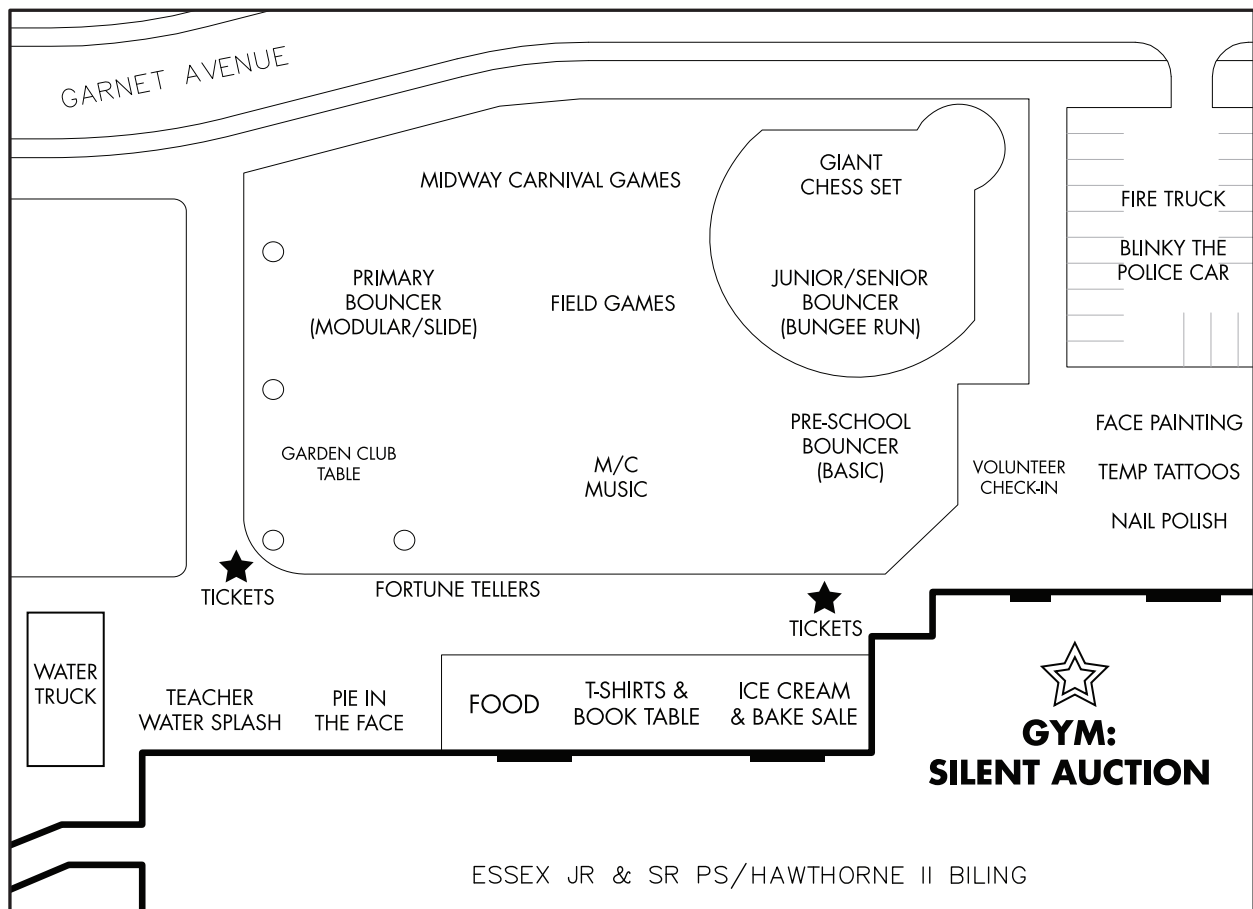 GARNET AVENUE
MIDWAY CARNIVAL GAMES
GIANT
CHESS SET
FIRE TRUCK
BLINKY THE
POLICE CAR
PRIMARY
BOUNCER
(MODULAR/SLIDE)
FIELD GAMES
JUNIOR/SENIOR
BOUNCER
(BUNGEE RUN)
GARDEN CLUB
TABLE
M/C
MUSIC
PRE-SCHOOL
BOUNCER
(BASIC)
VOLUNTEER
CHECK-IN
FACE PAINTING
TEMP TATTOOS
NAIL POLISH
TICKETS
FORTUNE TELLERS
TICKETS
WATER
TRUCK
TEACHER
WATER SPLASH
PIE IN
THE FACE
FOOD
T-SHIRTS &
BOOK TABLE
ICE CREAM
& BAKE SALE
GYM:
SILENT AUCTION
ESSEX JR & SR PS/HAWTHORNE II BILING